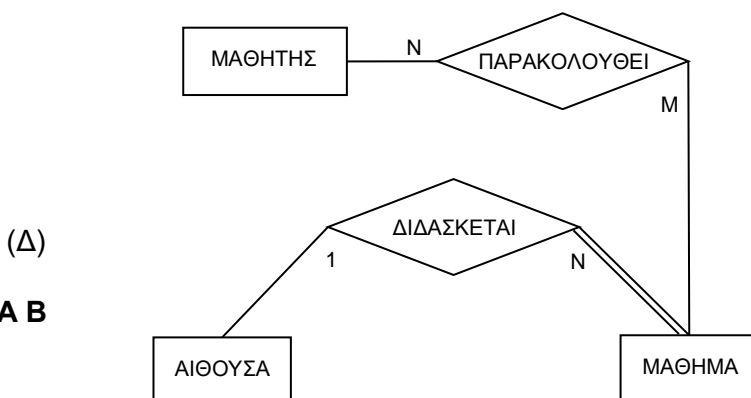 ΜΑΘΗΤΗΣ
N
ΠΑΡΑΚΟΛΟΥΘΕΙ
M
(Δ)
ΔΙΔΑΣΚΕΤΑΙ
1
N
Α Β
ΑΙΘΟΥΣΑ
ΜΑΘΗΜΑ